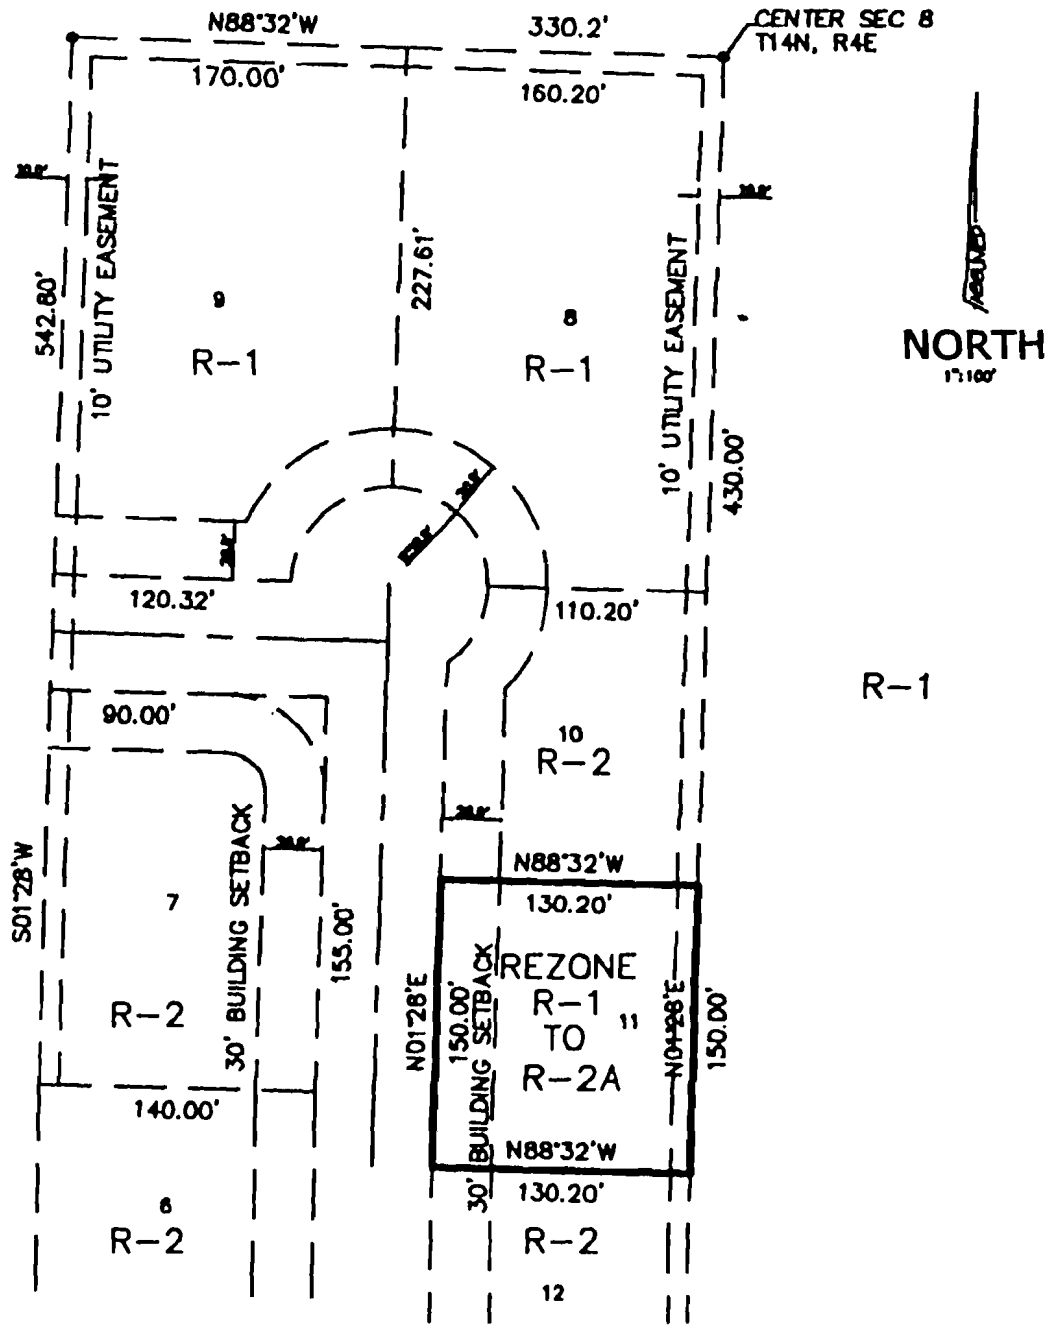 N88°32'W
330.2'
CENTER SEC 8
T14N, R4E
170.00'
160.20'
10' UTILITY EASEMENT
542.80'
227.61'
9
R-1
8
R-1
10' UTILITY EASEMENT
430.00'
ASSUMED
NORTH
1":100'
120.32'
110.20'
R-1
90.00'
10
R-2
N88°32'W
130.20'
S01°28'W
7
R-2
30' BUILDING SETBACK
155.00'
N01°28'E
150.00'
30' BUILDING SETBACK
REZONE
R-1
TO
R-2A
11
N01°28'E
150.00'
140.00'
N88°32'W
130.20'
6
R-2
R-2
12